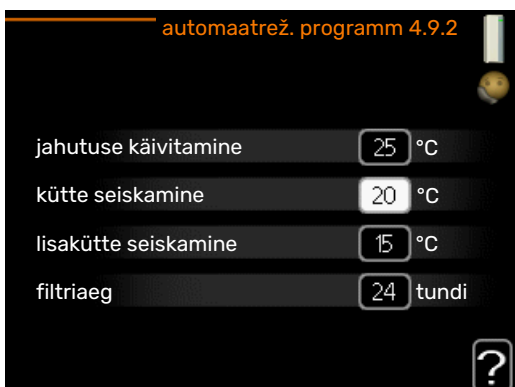 automaatrež. programm 4.9.2
jahutuse käivitamine 25 °C
kütte seiskamine 20 °C
lisakütte seiskamine 15 °C
filtriaeg 24 tundi
?